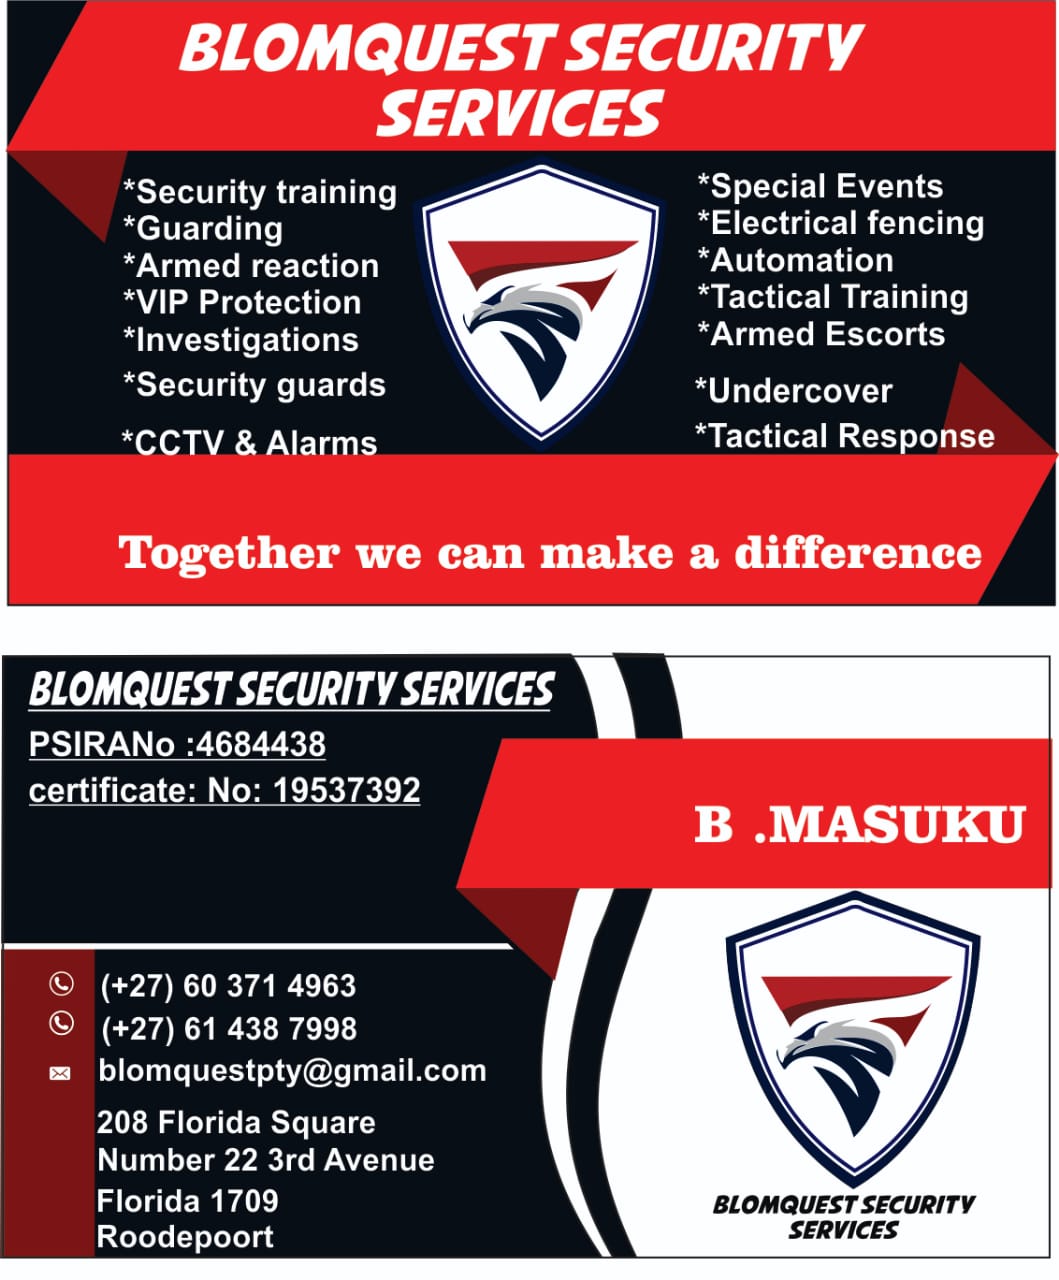 BLOMQUEST SECURITY
SERVICES
*Security training
*Guarding
*Armed reaction
*VIP Protection
*Investigations
*Security guards
*CCTV & Alarms
*Special Events
*Electrical fencing
*Automation
*Tactical Training
*Armed Escorts
*Undercover
*Tactical Response
Together we can make a difference
BLOMQUEST SECURITY SERVICES
PSIRANo :4684438
certificate: No: 19537392
B .MASUKU
(+27) 60 371 4963
(+27) 61 438 7998
blomquestpty@gmail.com
208 Florida Square
Number 22 3rd Avenue
Florida 1709
Roodepoort
BLOMQUEST SECURITY
SERVICES